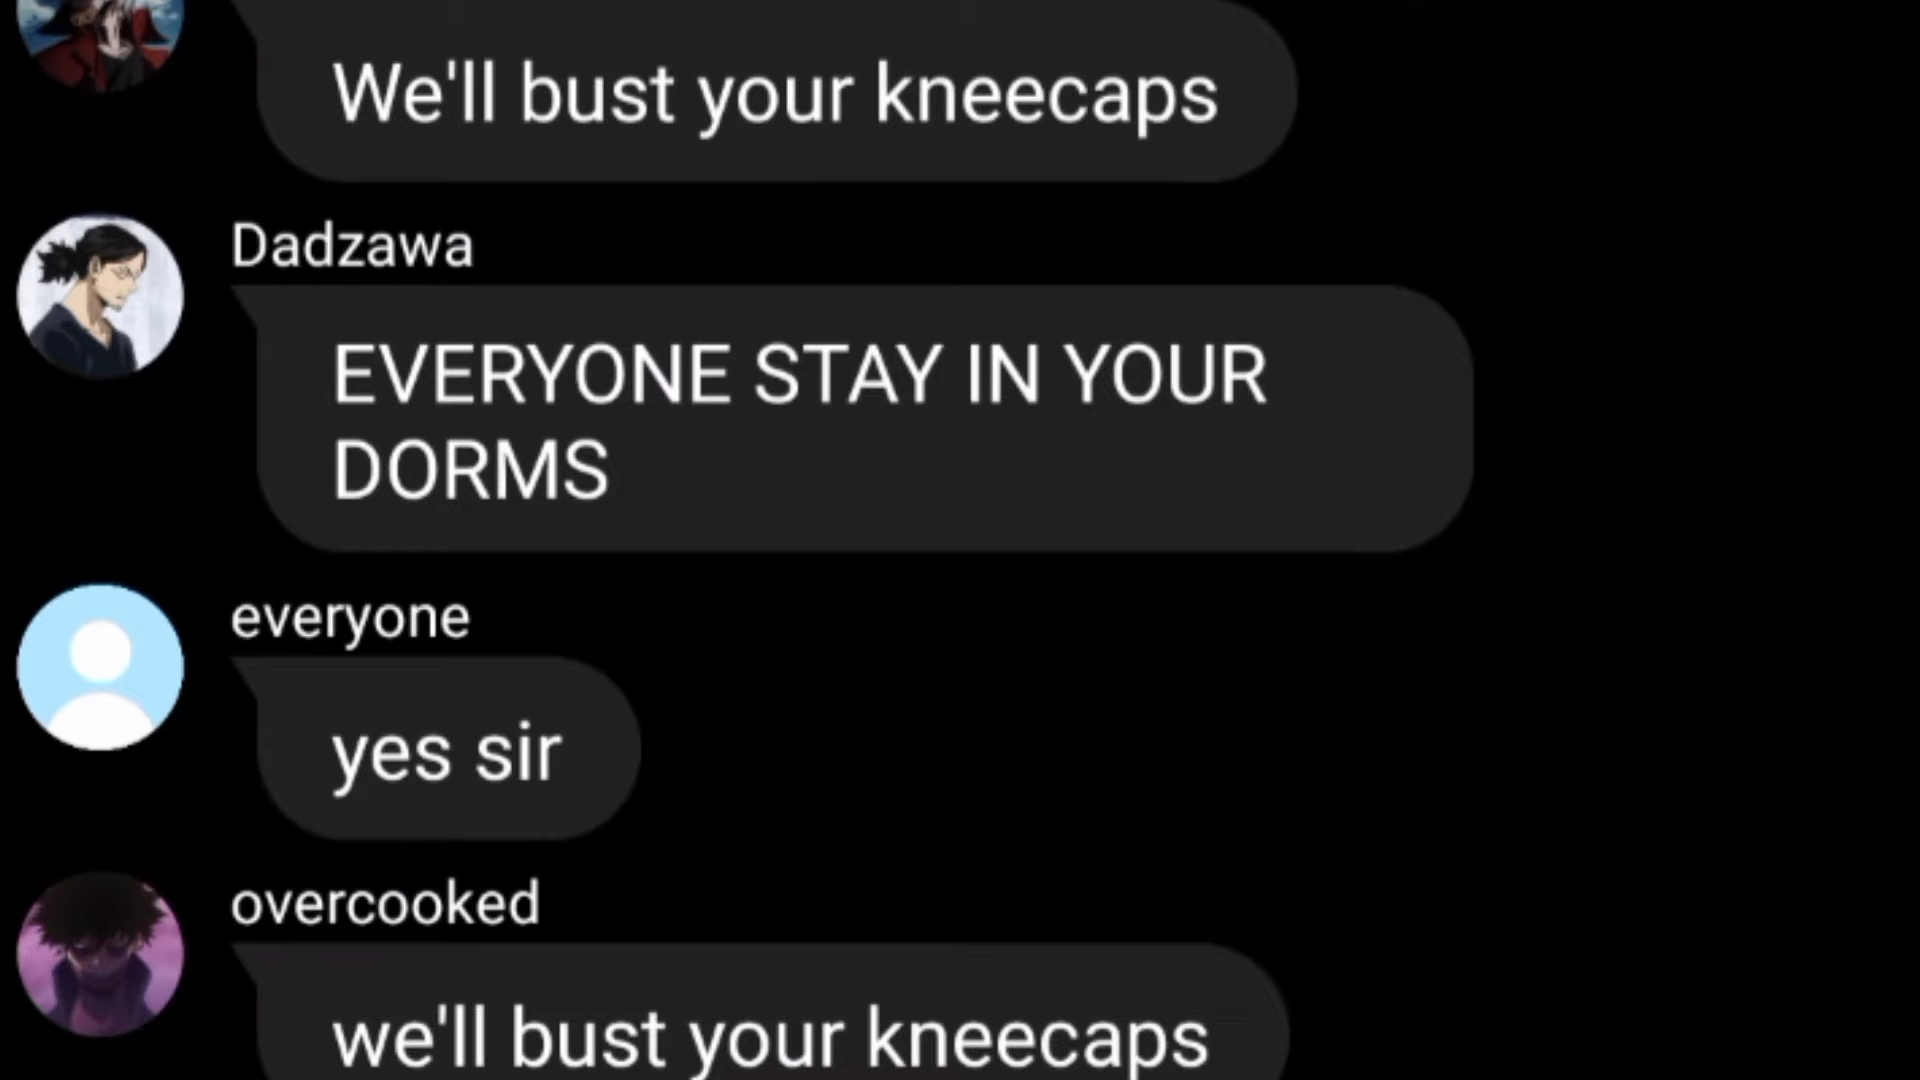 We'll bust your kneecaps
Dadzawa
EVERYONE STAY IN YOUR
DORMS
everyone
yes sir
overcooked
we'll bust your kneecaps